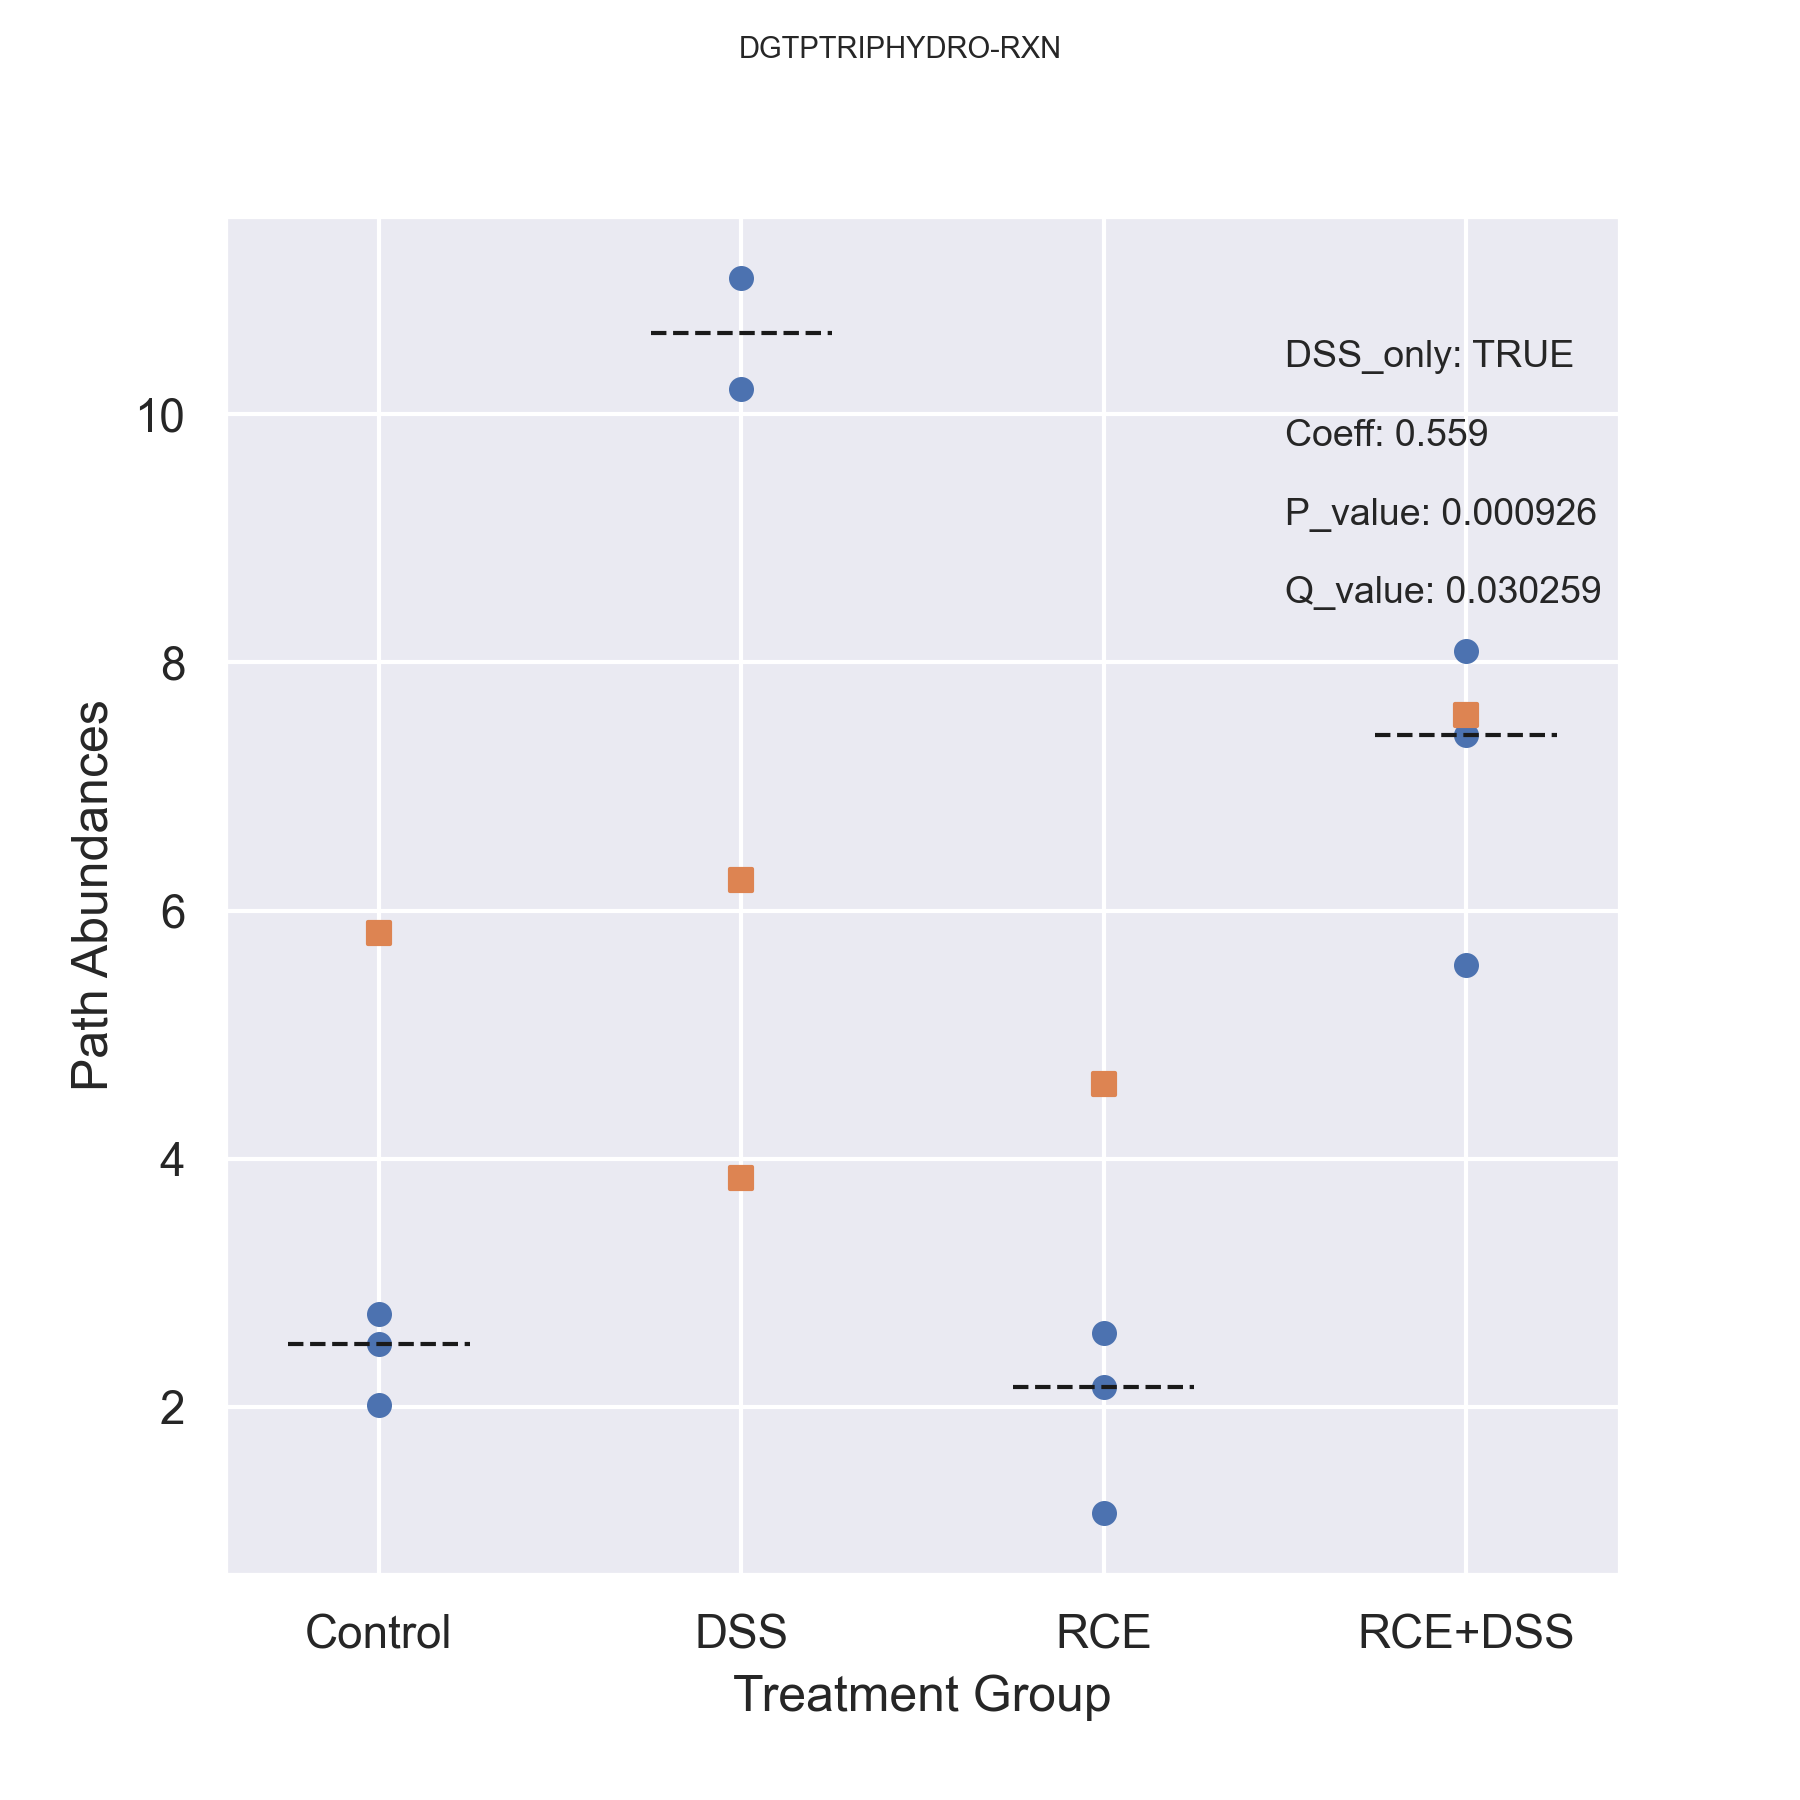 DGTPTRIPHYDRO-RXN
DSS_only: TRUE
Coeff: 0.559
P_value: 0.000926
Q_value: 0.030259
10
8
6
4
2
Path Abundances
Control DSS RCE RCE+DSS
Treatment Group